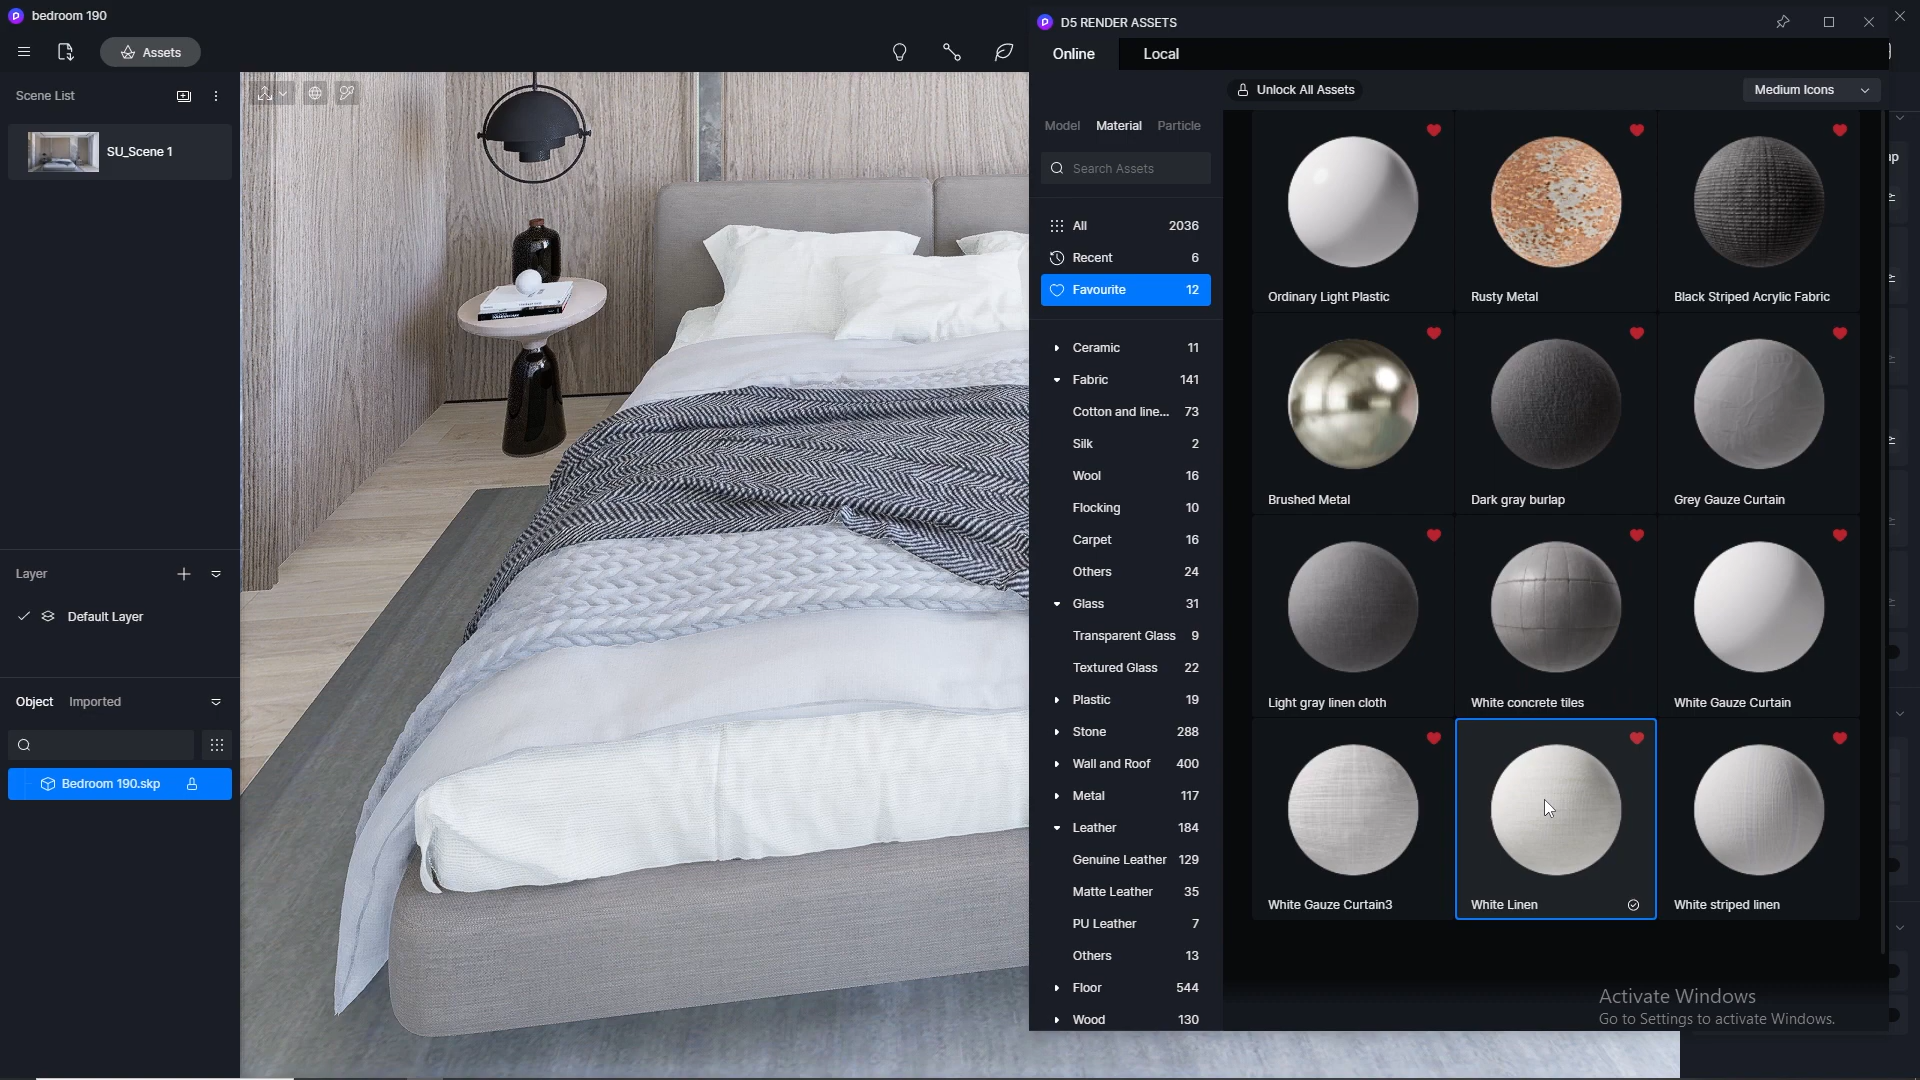 bedroom 190
Assets
Scene List
SU_Scene 1
Layer
Default Layer
Object
Imported
Bedroom 190.skp
D5 RENDER ASSETS
Online
Local
Unlock All Assets
Medium Icons
Model
Material
Particle
Search Assets
All 2036
Recent 6
Favourite 12
Ceramic 11
Fabric 141
Cotton and line... 73
Silk 2
Wool 16
Flocking 10
Carpet 16
Others 24
Glass 31
Transparent Glass 9
Textured Glass 22
Plastic 19
Stone 288
Wall and Roof 400
Metal 117
Leather 184
Genuine Leather 129
Matte Leather 35
PU Leather 7
Others 13
Floor 544
Wood 130
Ordinary Light Plastic
Rusty Metal
Black Striped Acrylic Fabric
Brushed Metal
Dark gray burlap
Grey Gauze Curtain
Light gray linen cloth
White concrete tiles
White Gauze Curtain
White Gauze Curtain3
White Linen
White striped linen
Activate Windows
Go to Settings to activate Windows.